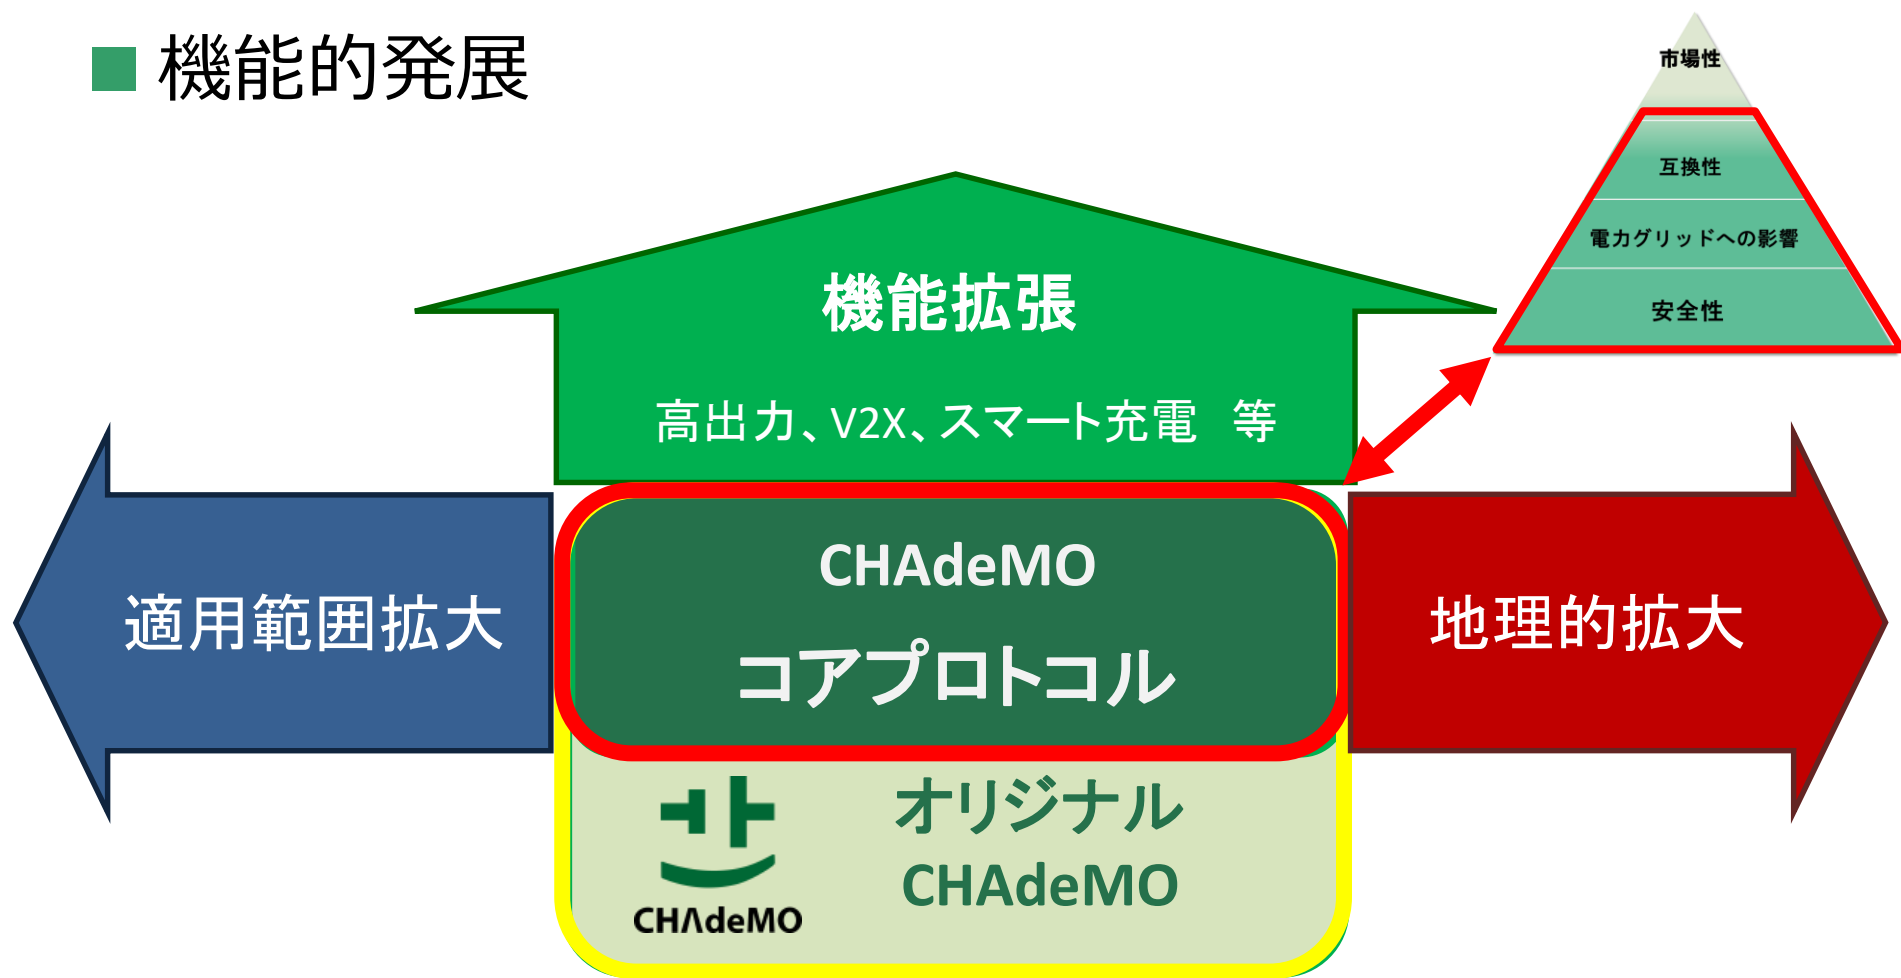 機能的発展
市場性
互換性
電力グリッドへの影響
安全性
機能拡張
高出力、V2X、スマート充電　等
適用範囲拡大
CHAdeMO
コアプロトコル
地理的拡大
オリジナル
CHAdeMO
CHAdeMO